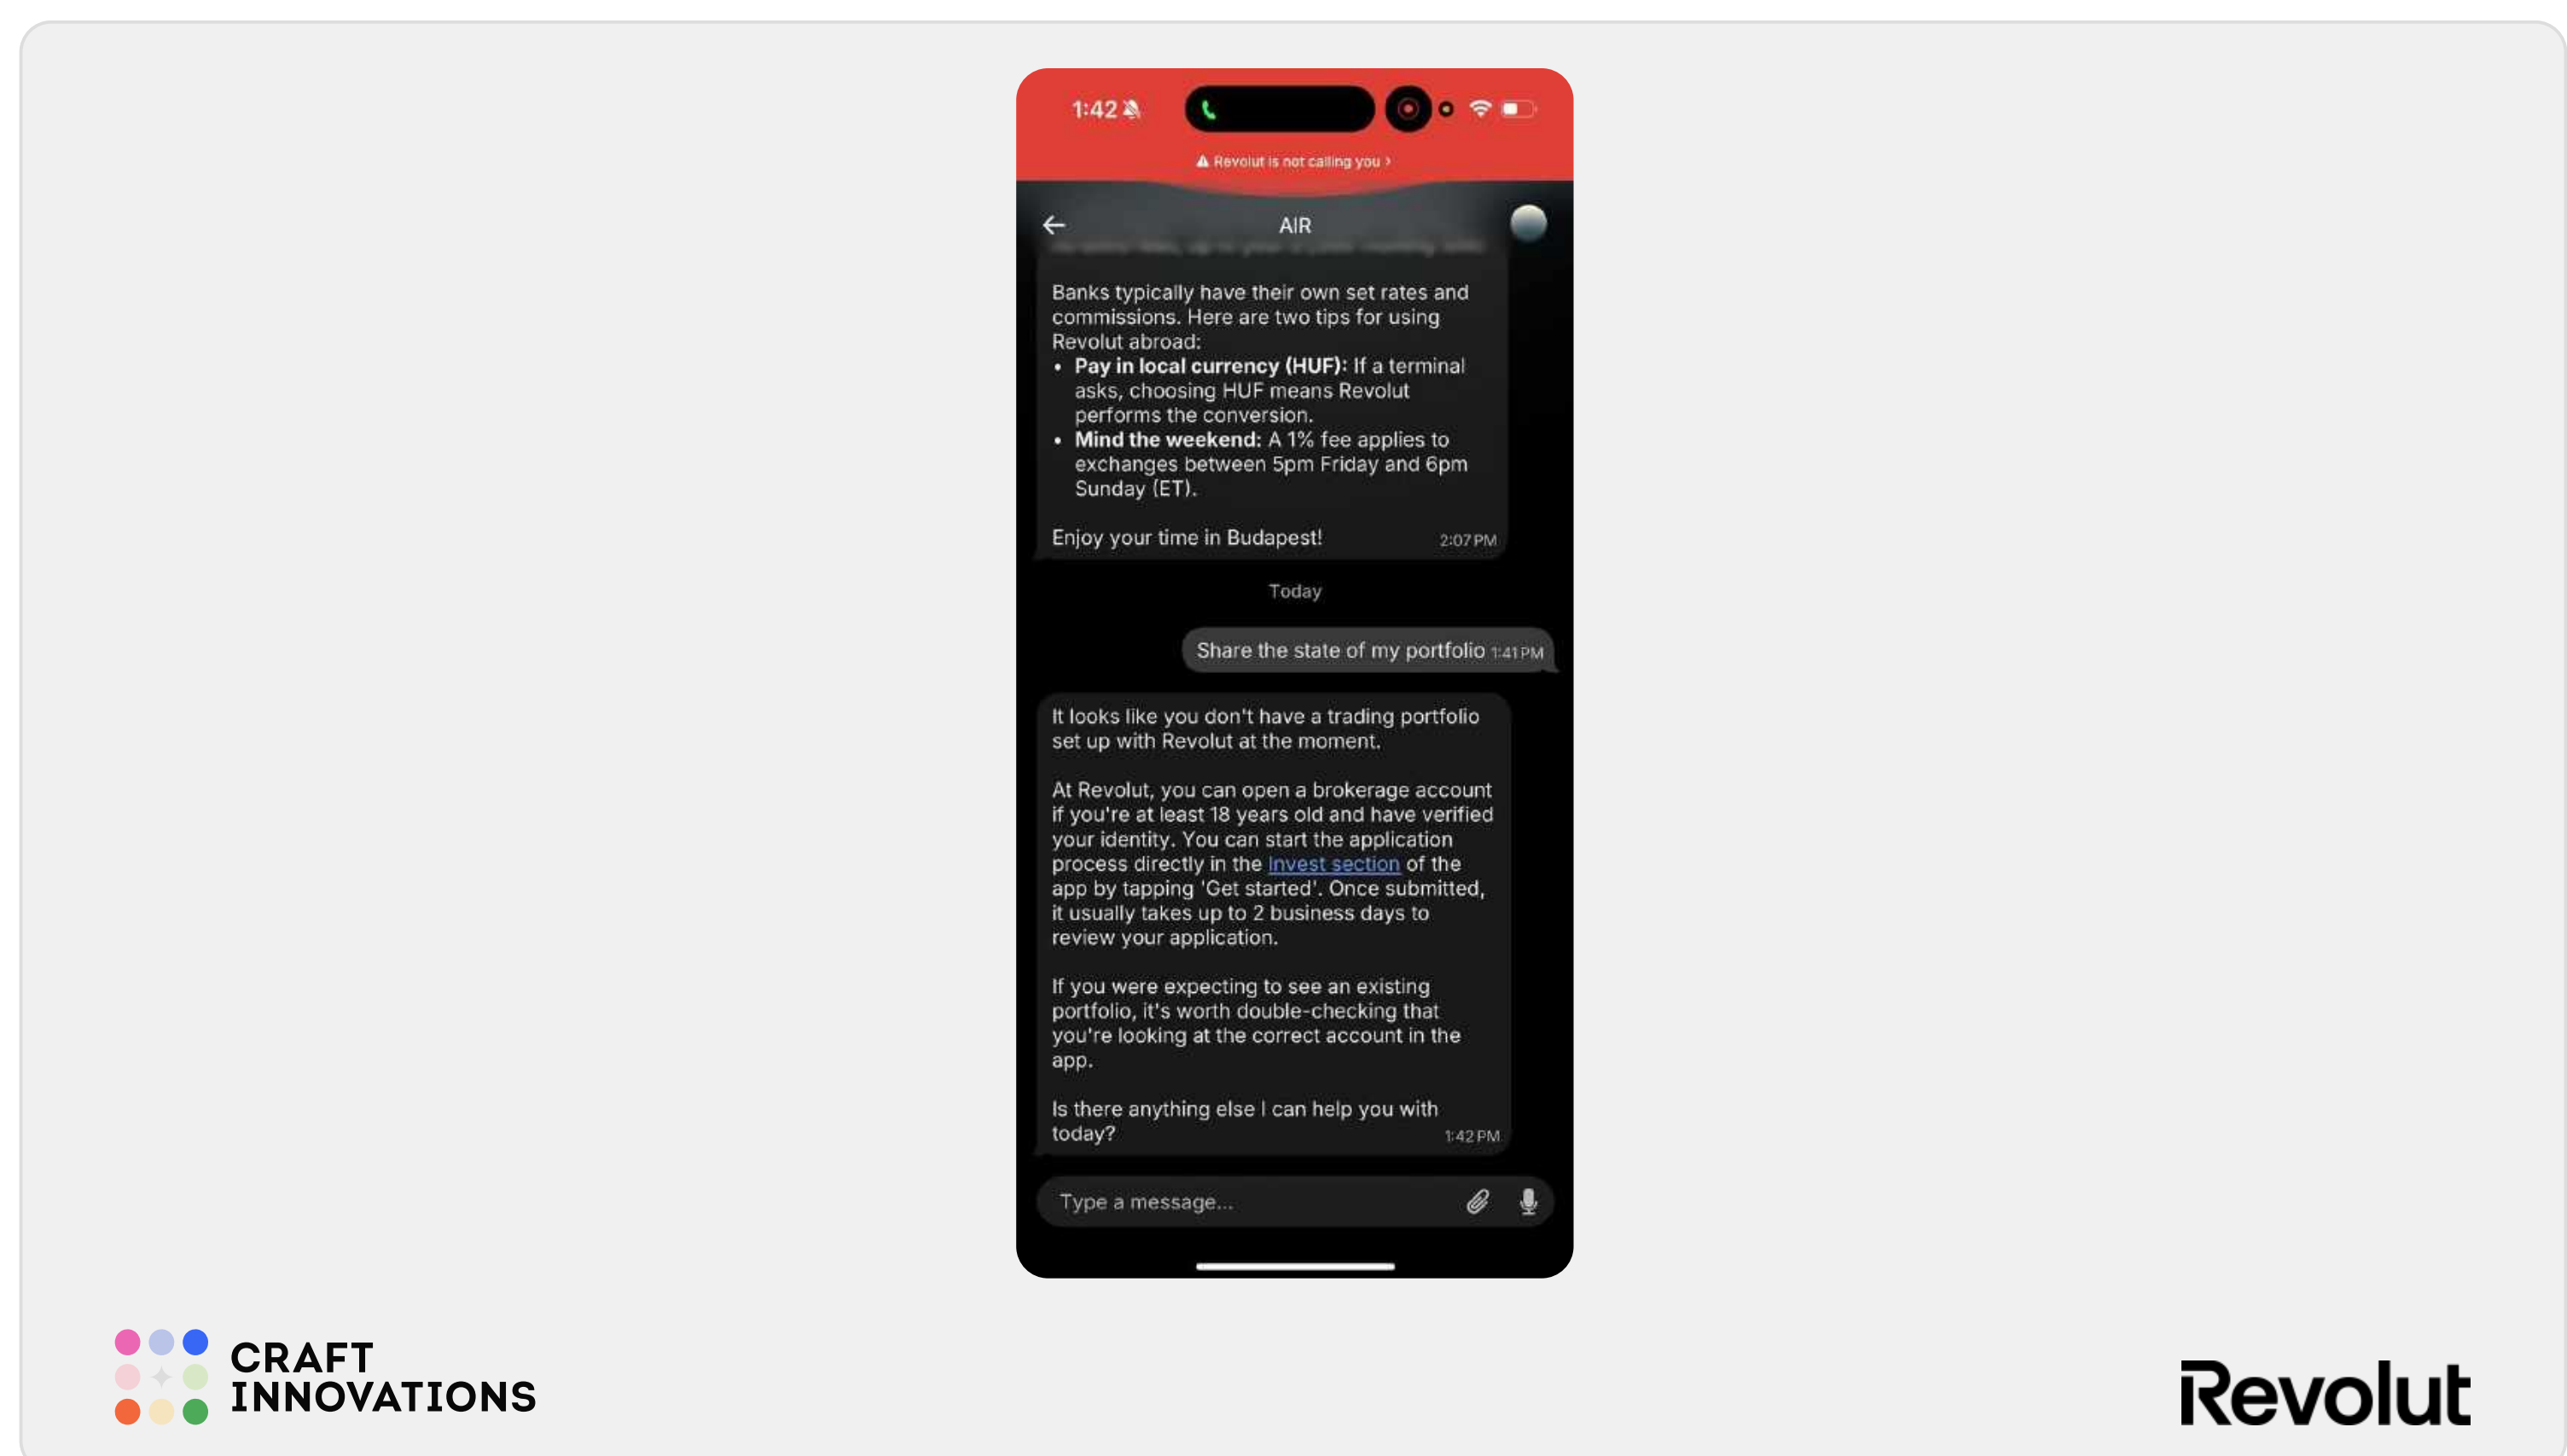 1:42
Revolut is not calling you
AIR
Banks typically have their own set rates and
commissions. Here are two tips for using
Revolut abroad:
• Pay in local currency (HUF): If a terminal
asks, choosing HUF means Revolut
performs the conversion.
• Mind the weekend: A 1% fee applies to
exchanges between 5pm Friday and 6pm
Sunday (ET).
Enjoy your time in Budapest! 2:07 PM
Today
Share the state of my portfolio 1:41 PM
It looks like you don't have a trading portfolio
set up with Revolut at the moment.
At Revolut, you can open a brokerage account
if you're at least 18 years old and have verified
your identity. You can start the application
process directly in the Invest section of the
app by tapping 'Get started'. Once submitted,
it usually takes up to 2 business days to
review your application.
If you were expecting to see an existing
portfolio, it's worth double-checking that
you're looking at the correct account in the
app.
Is there anything else I can help you with
today? 1:42 PM
Type a message...
CRAFT
INNOVATIONS
Revolut